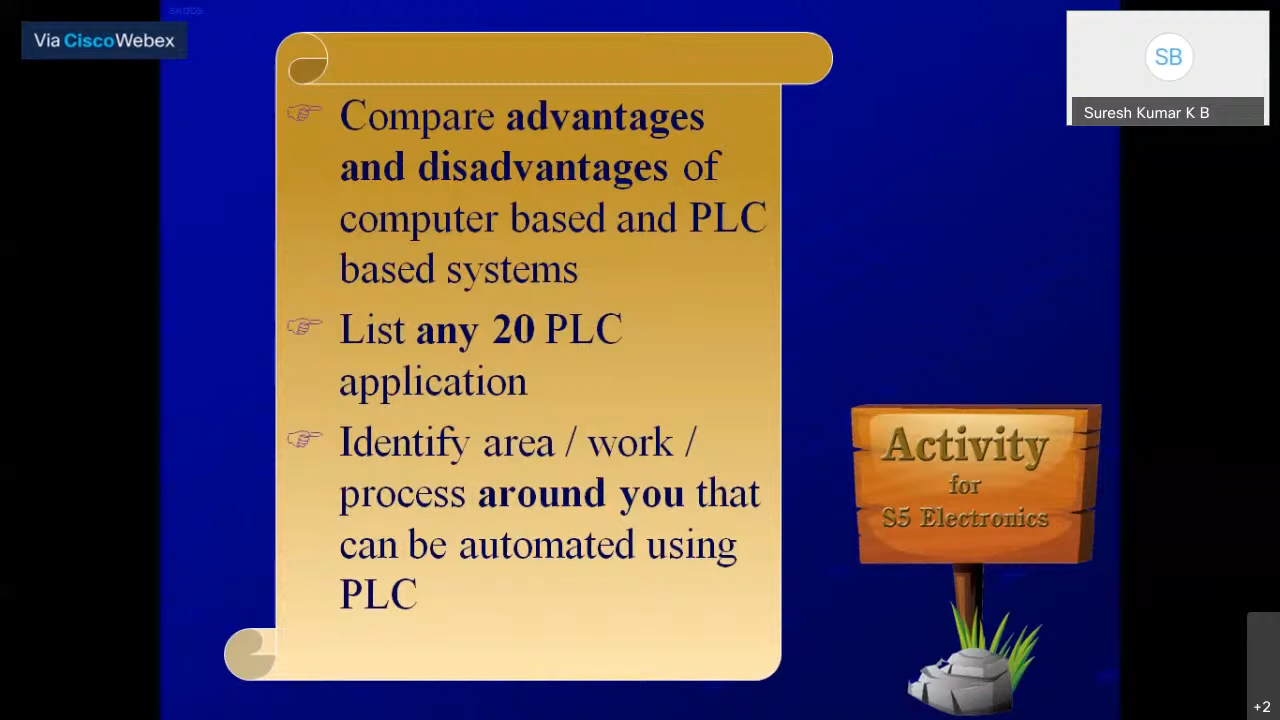 Via CiscoWebex
SB
Suresh Kumar K B
Compare advantages
and disadvantages of
computer based and PLC
based systems
List any 20 PLC
application
Identify area / work /
process around you that
can be automated using
PLC
Activity
for
S5 Electronics
+2